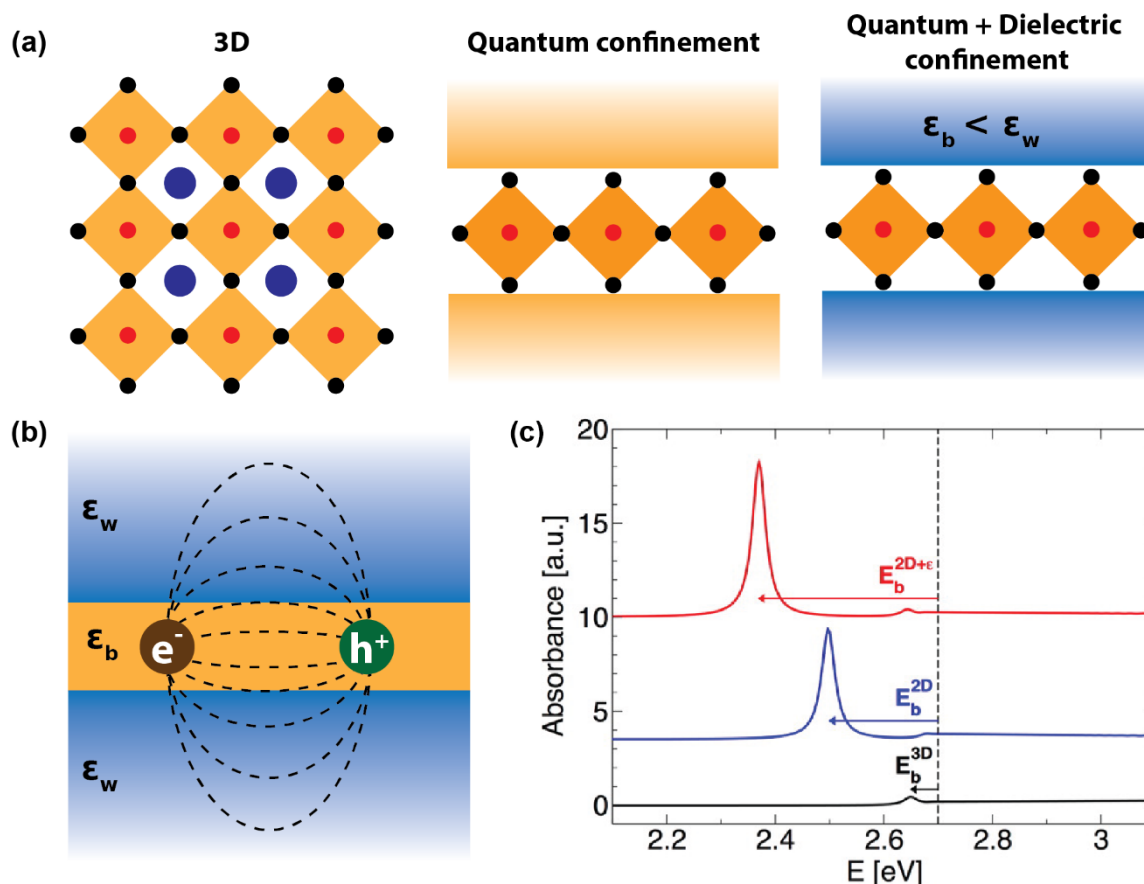 (a)
3D
Quantum confinement
Quantum + Dielectric
confinement
ε_b < ε_w
(b)
ε_w
ε_b
e⁻
h⁺
ε_w
(c)
20
15
10
5
0
Absorbance [a.u.]
E_b^{2D+ε}
E_b^{2D}
E_b^{3D}
2.2 2.4 2.6 2.8 3
E [eV]